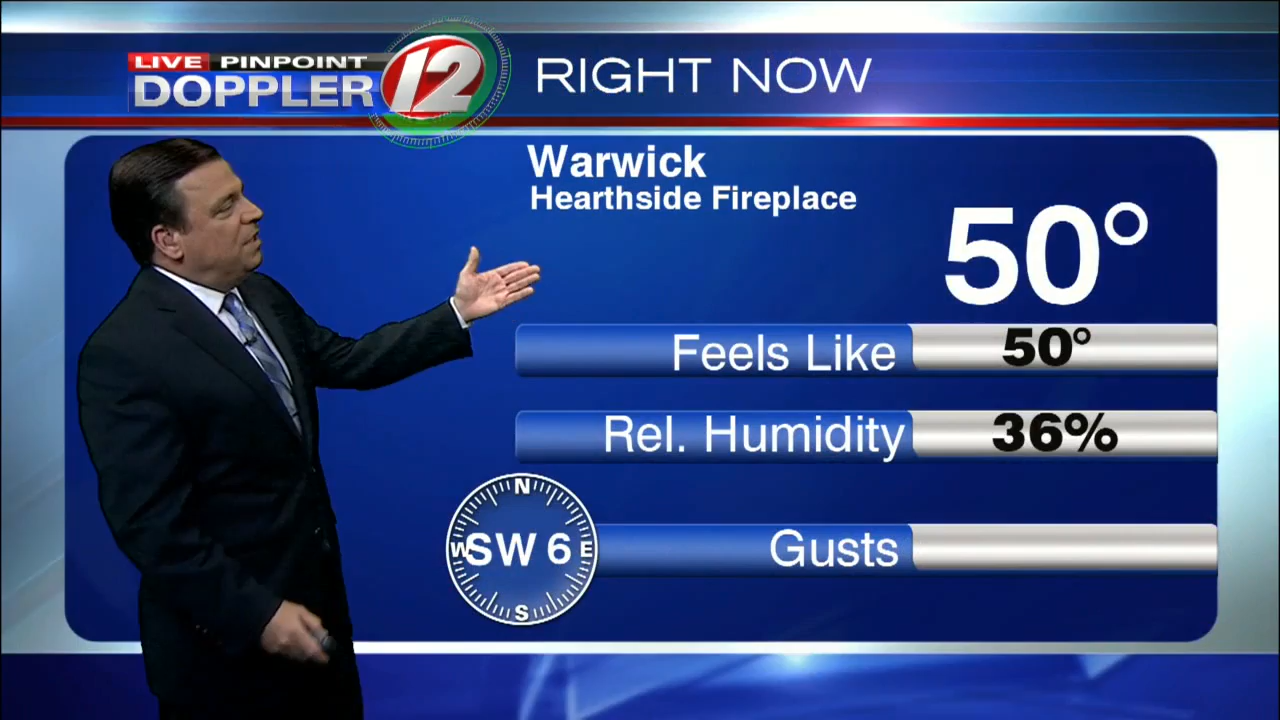 LIVE PINPOINT
DOPPLER 12
RIGHT NOW
Warwick
Hearthside Fireplace
50°
Feels Like 50°
Rel. Humidity 36%
N
W SW 6 E
S
Gusts